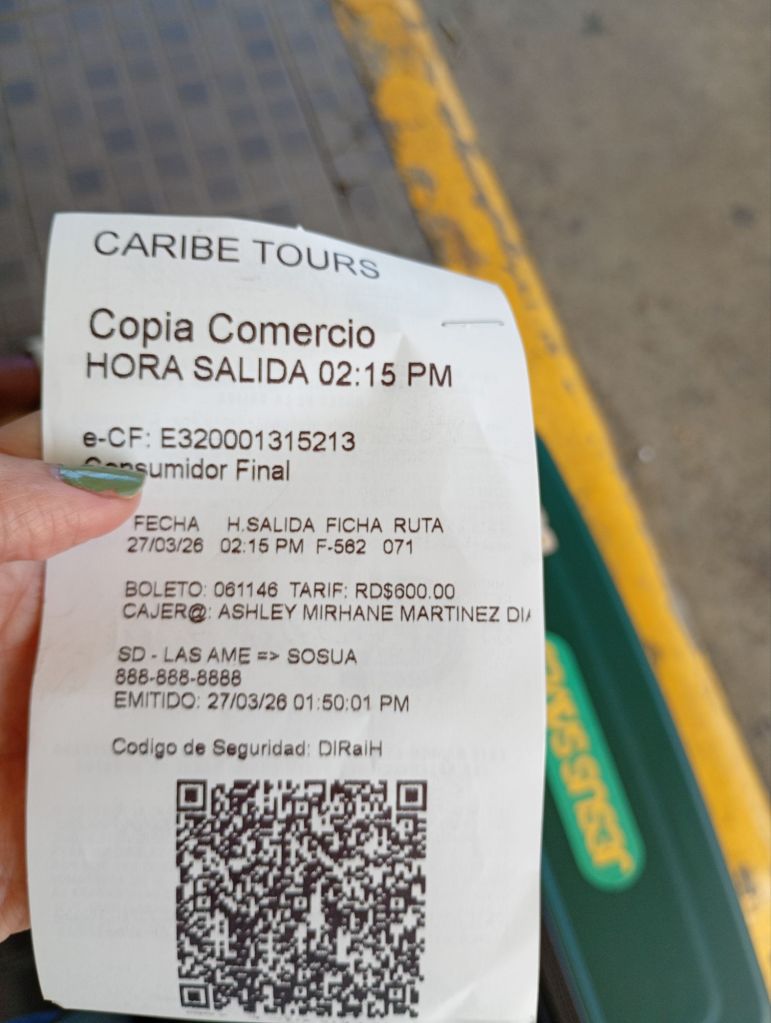 CARIBE TOURS
Copia Comercio
HORA SALIDA 02:15 PM
e-CF: E320001315213
Consumidor Final
FECHA H.SALIDA FICHA RUTA
27/03/26 02:15 PM F-562 071
BOLETO: 061146 TARIF: RD$600.00
CAJER@: ASHLEY MIRHANE MARTINEZ
SD - LAS AME => SOSUA
888-888-8888
EMITIDO: 27/03/26 01:50:01 PM
Codigo de Seguridad: DIRaiH